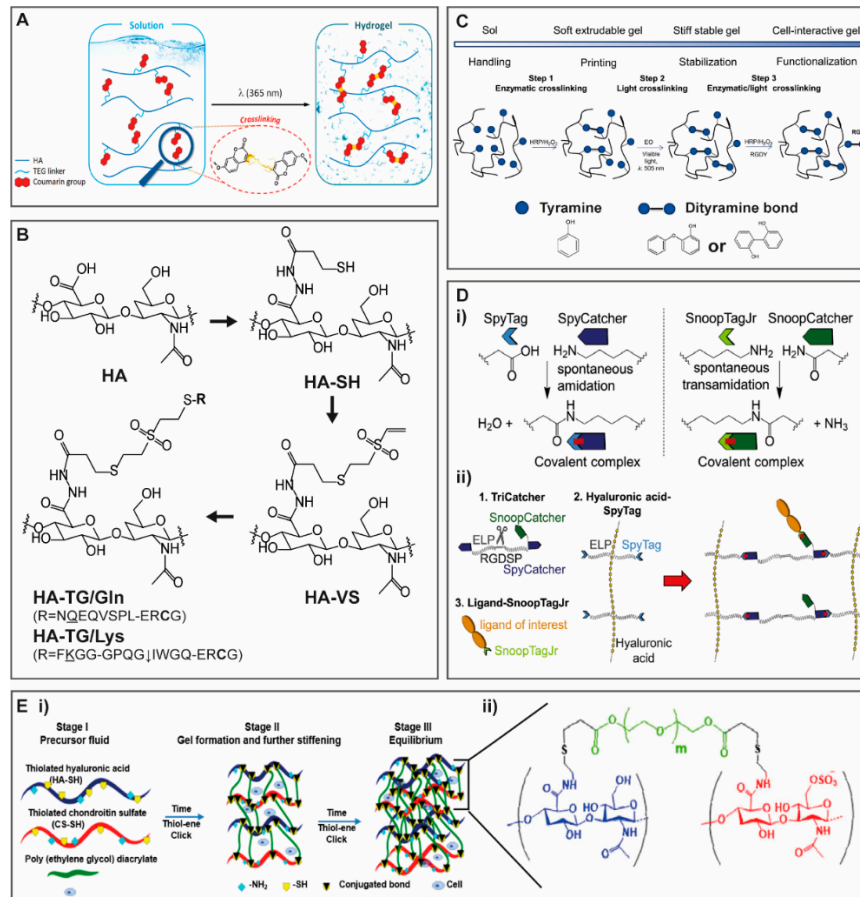 A
Solution
Hydrogel
λ (365 nm)
Crosslinking
HA
TEG linker
Coumarin group
B
HA
HA-SH
HA-TG/Gln
(R=NQEQVSPL-ERCG)
HA-TG/Lys
(R=FKGG-GPQG↓IWGQ-ERCG)
HA-VS
C
Sol
Soft extrudable gel
Stiff stable gel
Cell-interactive gel
Handling
Printing
Stabilization
Functionalization
Step 1
Enzymatic crosslinking
Step 2
Light crosslinking
Step 3
Enzymatic/light crosslinking
HRP/H₂O₂
EO
Visible
light,
λ: 505 nm
HRP/H₂O₂
RGDY
Tyramine
Dityramine bond
or
D
i)
SpyTag
SpyCatcher
SnoopTagJr
SnoopCatcher
spontaneous
amidation
spontaneous
transamidation
H₂O +
+ NH₃
Covalent complex
Covalent complex
ii)
1. TriCatcher
SnoopCatcher
ELP
RGDSP
SpyCatcher
2. Hyaluronic acid-
SpyTag
ELP
SpyTag
Hyaluronic
acid
3. Ligand-SnoopTagJr
ligand of interest
SnoopTagJr
E i)
Stage I
Precursor fluid
Stage II
Gel formation and further stiffening
Stage III
Equilibrium
Thiolated hyaluronic acid
(HA-SH)
Thiolated chondroitin sulfate
(CS-SH)
Poly (ethylene glycol) diacrylate
Time
Thiol-ene
Click
Time
Thiol-ene
Click
-NH₂
-SH
Conjugated bond
Cell
ii)
m